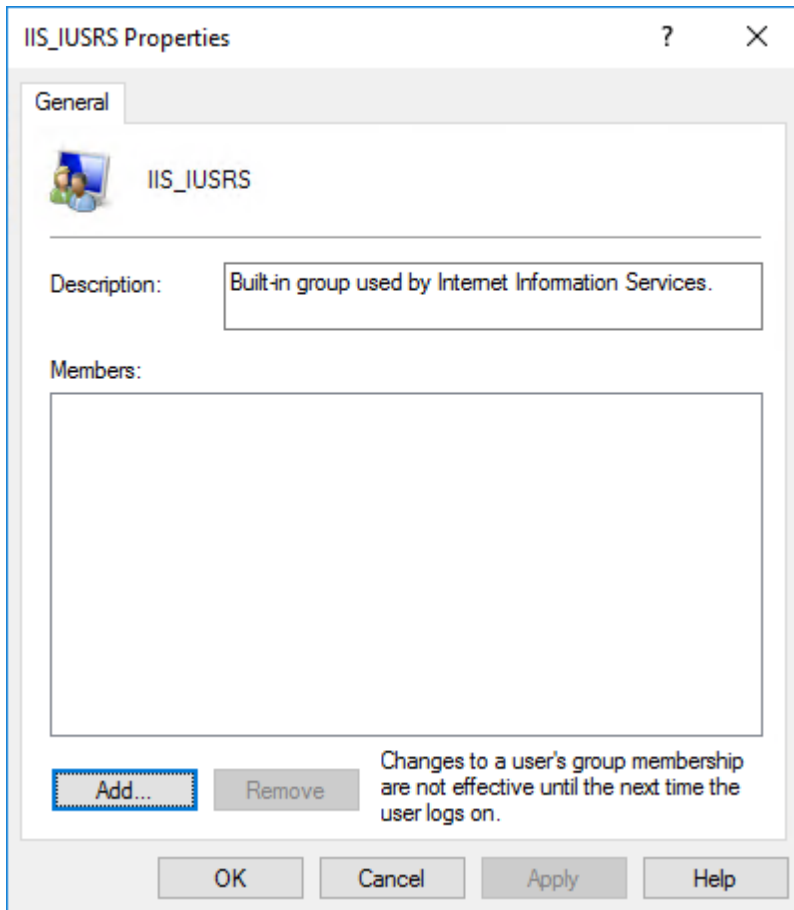 IIS_IUSRS Properties
General
IIS_IUSRS
Description:
Built-in group used by Internet Information Services.
Members:
Add...
Remove
Changes to a user's group membership
are not effective until the next time the
user logs on.
OK
Cancel
Apply
Help